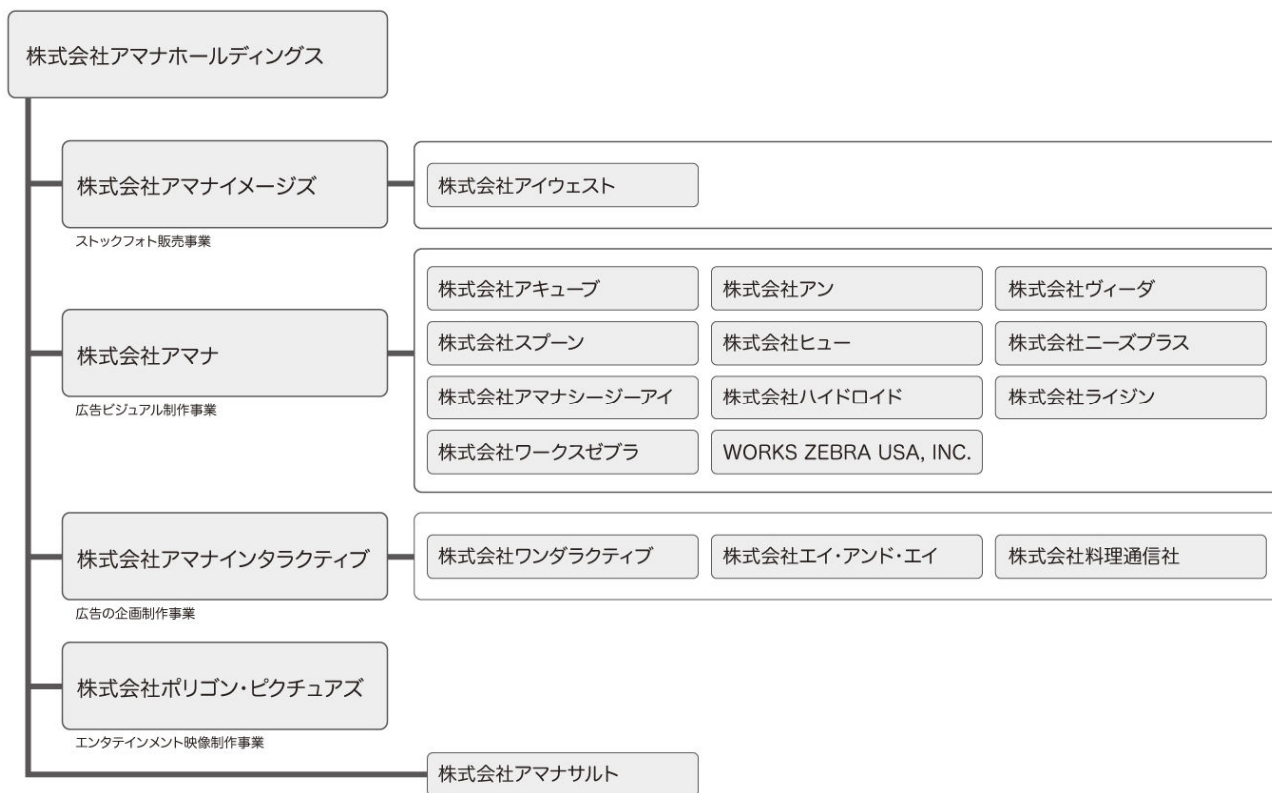 株式会社アマナホールディングス
株式会社アマナイメージズ
ストックフォト販売事業
株式会社アイウェスト
株式会社アマナ
広告ビジュアル制作事業
株式会社アキューブ
株式会社アン
株式会社ヴィーダ
株式会社スプーン
株式会社ヒュー
株式会社ニーズプラス
株式会社アマナシージーアイ
株式会社ハイドロイド
株式会社ライジン
株式会社ワークスゼブラ
WORKS ZEBRA USA, INC.
株式会社アマナインタラクティブ
広告の企画制作事業
株式会社ワンダラクティブ
株式会社エイ・アンド・エイ
株式会社料理通信社
株式会社ポリゴン・ピクチュアズ
エンタテインメント映像制作事業
株式会社アマナサルト